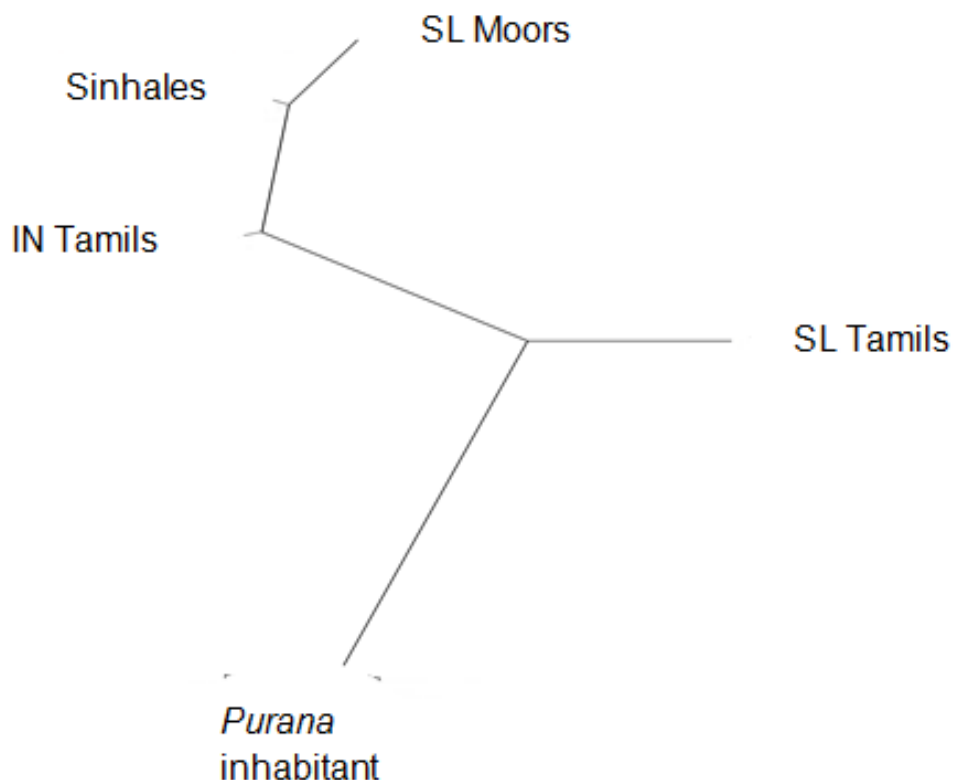 SL Moors
Sinhales
IN Tamils
SL Tamils
Purana
inhabitant